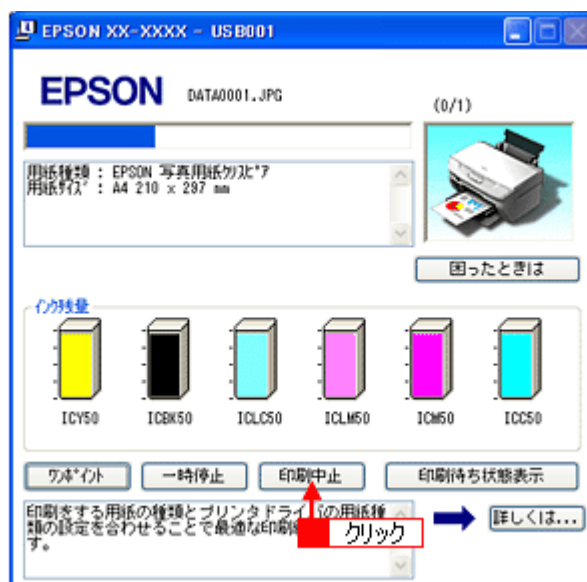 EPSON XX-XXXX - USB001
EPSON DATA0001.JPG
(0/1)
用紙種類 : EPSON 写真用紙ｸﾘｽﾋﾟｱ
用紙ｻｲｽﾞ : A4 210 x 297 mm
困ったときは
ｲﾝｸ残量
ICY50 ICBK50 ICLC50 ICLM50 ICM50 ICC50
ﾜﾝﾎﾟｲﾝﾄ 一時停止 印刷中止 印刷待ち状態表示
印刷をする用紙の種類とプリンタドライバの用紙種
類の設定を合わせることで最適な印刷
す。
クリック
詳しくは...